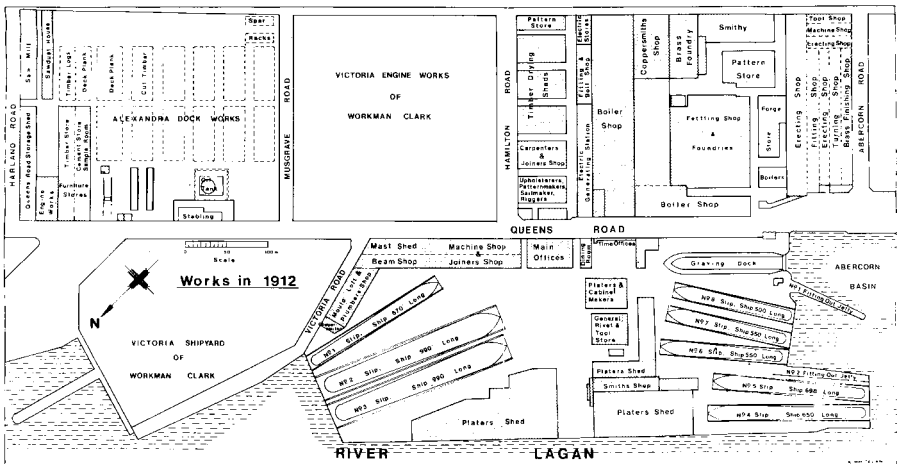 Saw Mill
Sawdust House
Timber Logs
Deck Plank
Deck Plank
Cut Timber
Spar
Racks
ALEXANDRA DOCK WORKS
HARLAND ROAD
Queens Road Storage Shed
Engine Works
Timber Store
Cement Store
Sample Room
Furniture Stores
Oil Tank
Stabling
MUSGRAVE ROAD
VICTORIA ENGINE WORKS
OF
WORKMAN CLARK
HAMILTON ROAD
Pattern Store
Timber Drying Sheds
Carpenters & Joiners Shop
Upholsterers, Patternmakers, Sailmaker, Riggers
Electric Stores
Electric Generating Station
Boiler Shop
Coppersmiths Shop
Brass Foundry
Smithy
Pattern Store
Fettling Shop & Foundries
Forge
Store
Boilers
Boiler Shop
Tool Shop
Machine Shop
Erecting Shop
Erecting Shop
Fitting Shop
Erecting Shop
Turning Shop
Brass Finishing Shop
ABERCORN ROAD
QUEENS ROAD
Scale
Works in 1912
N
VICTORIA SHIPYARD
OF
WORKMAN CLARK
VICTORIA ROAD
Mould Loft & Plumbers Shop
Mast Shed
Beam Shop
Machine Shop
&
Joiners Shop
Main Offices
Dining Room
Time Offices
Graving Dock
ABERCORN BASIN
No1 Fitting Out Jetty
No1 Slip, Ship 670 Long
No2 Slip, Ship 990 Long
No3 Slip, Ship 990 Long
Platers & Cabinet Makers
General, Rivet & Tool Store
Platers Shed
Smiths Shop
Platers Shed
Platers Shed
No8 Slip, Ship 500 Long
No7 Slip, Ship 550 Long
No6 Slip, Ship 550 Long
No2 Fitting Out Jetty
No5 Slip Ship 698 Long
No4 Slip Ship 650 Long
RIVER LAGAN